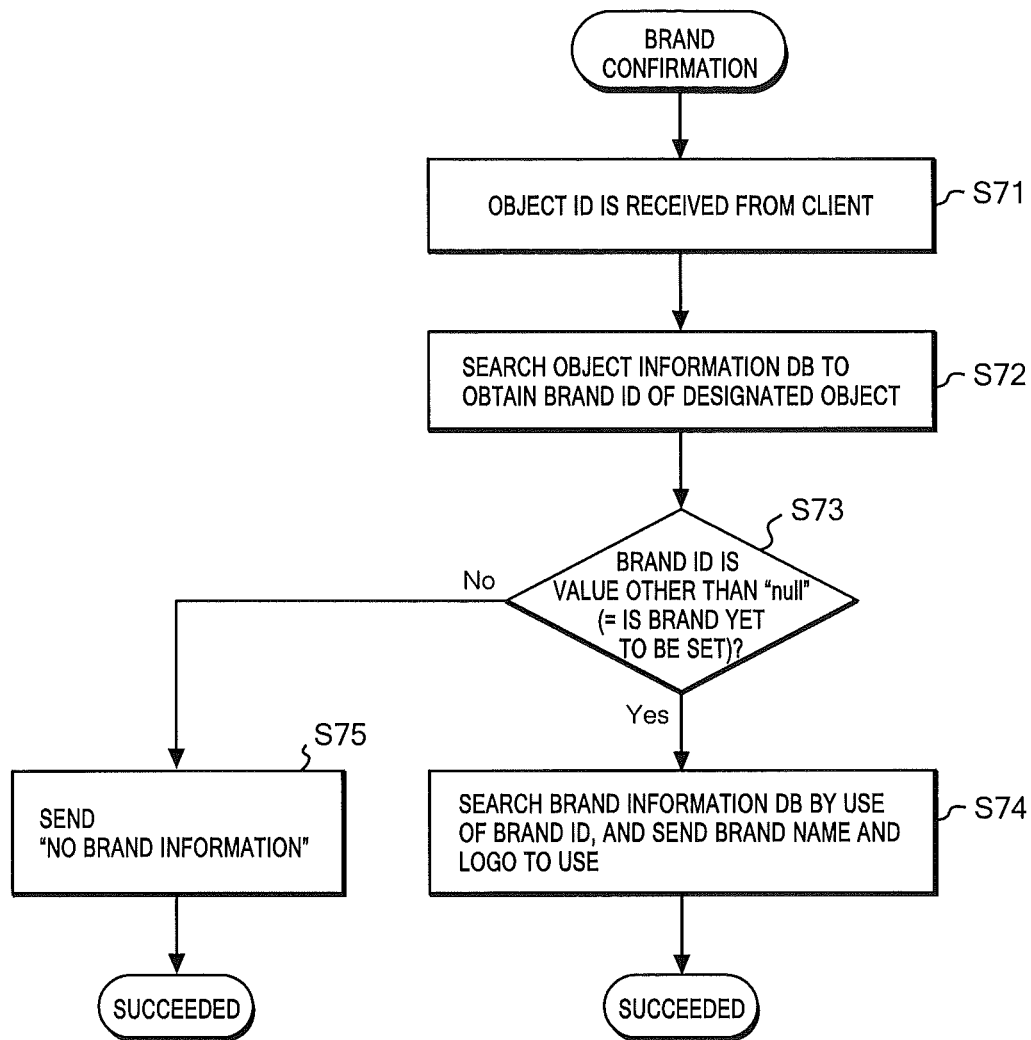 BRAND
CONFIRMATION
OBJECT ID IS RECEIVED FROM CLIENT
S71
SEARCH OBJECT INFORMATION DB TO
OBTAIN BRAND ID OF DESIGNATED OBJECT
S72
S73
BRAND ID IS
VALUE OTHER THAN “null”
(= IS BRAND YET
TO BE SET)?
No
Yes
S75
SEND
“NO BRAND INFORMATION”
S74
SEARCH BRAND INFORMATION DB BY USE
OF BRAND ID, AND SEND BRAND NAME AND
LOGO TO USE
SUCCEEDED
SUCCEEDED